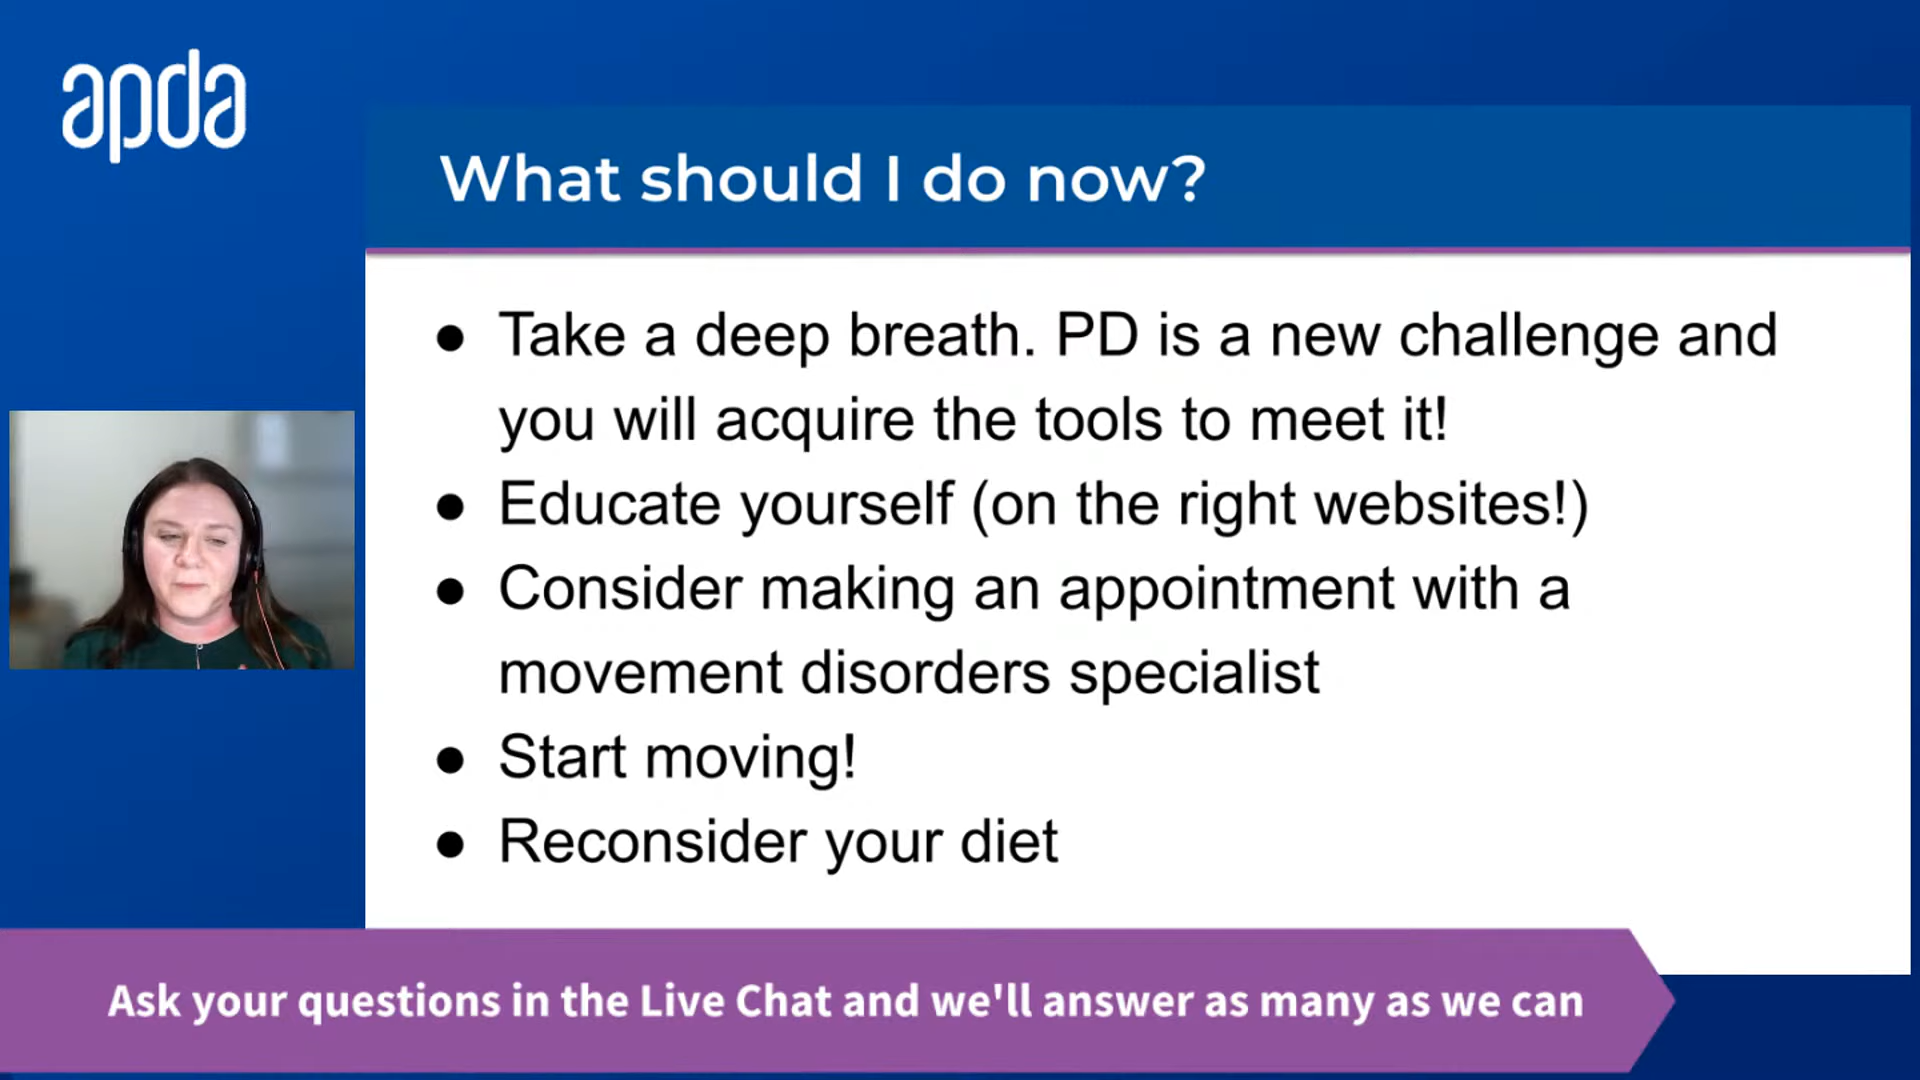 apda
What should I do now?
● Take a deep breath. PD is a new challenge and
you will acquire the tools to meet it!
● Educate yourself (on the right websites!)
● Consider making an appointment with a
movement disorders specialist
● Start moving!
● Reconsider your diet
Ask your questions in the Live Chat and we'll answer as many as we can